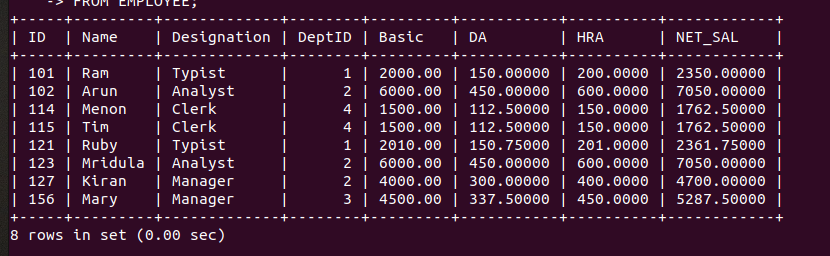 -> FROM EMPLOYEE;
+-----+---------+-------------+--------+---------+-----------+----------+------------+
| ID  | Name    | Designation | DeptID | Basic   | DA        | HRA      | NET_SAL    |
+-----+---------+-------------+--------+---------+-----------+----------+------------+
| 101 | Ram     | Typist      |      1 | 2000.00 | 150.00000 | 200.0000 | 2350.00000 |
| 102 | Arun    | Analyst     |      2 | 6000.00 | 450.00000 | 600.0000 | 7050.00000 |
| 114 | Menon   | Clerk       |      4 | 1500.00 | 112.50000 | 150.0000 | 1762.50000 |
| 115 | Tim     | Clerk       |      4 | 1500.00 | 112.50000 | 150.0000 | 1762.50000 |
| 121 | Ruby    | Typist      |      1 | 2010.00 | 150.75000 | 201.0000 | 2361.75000 |
| 123 | Mridula | Analyst     |      2 | 6000.00 | 450.00000 | 600.0000 | 7050.00000 |
| 127 | Kiran   | Manager     |      2 | 4000.00 | 300.00000 | 400.0000 | 4700.00000 |
| 156 | Mary    | Manager     |      3 | 4500.00 | 337.50000 | 450.0000 | 5287.50000 |
+-----+---------+-------------+--------+---------+-----------+----------+------------+
8 rows in set (0.00 sec)